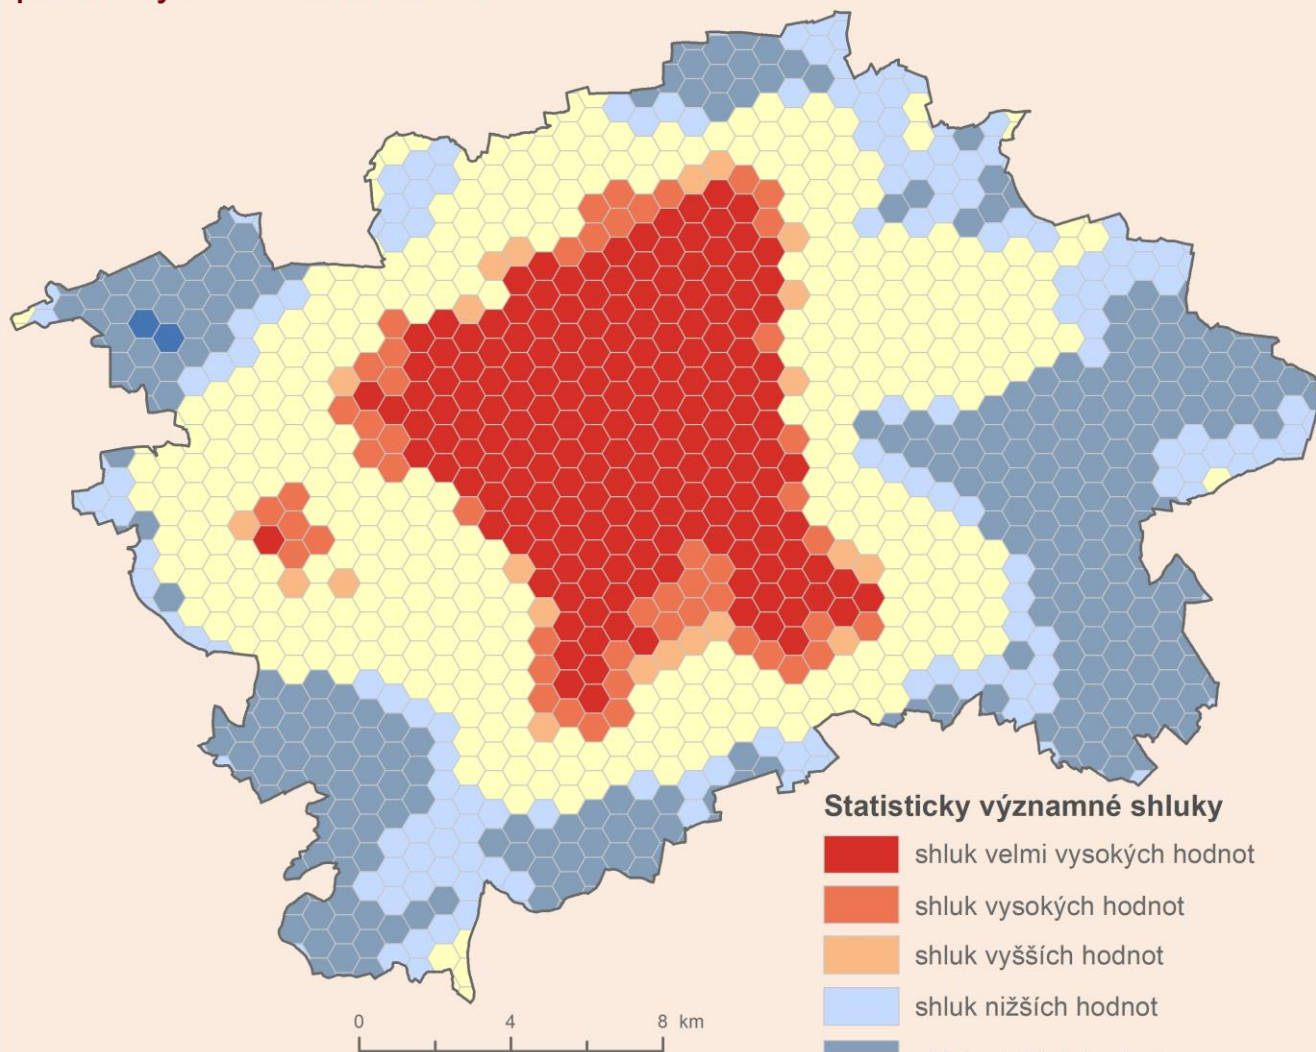 Statisticky významné shluky
shluk velmi vysokých hodnot
shluk vysokých hodnot
shluk vyšších hodnot
shluk nižších hodnot
0 4 8 km